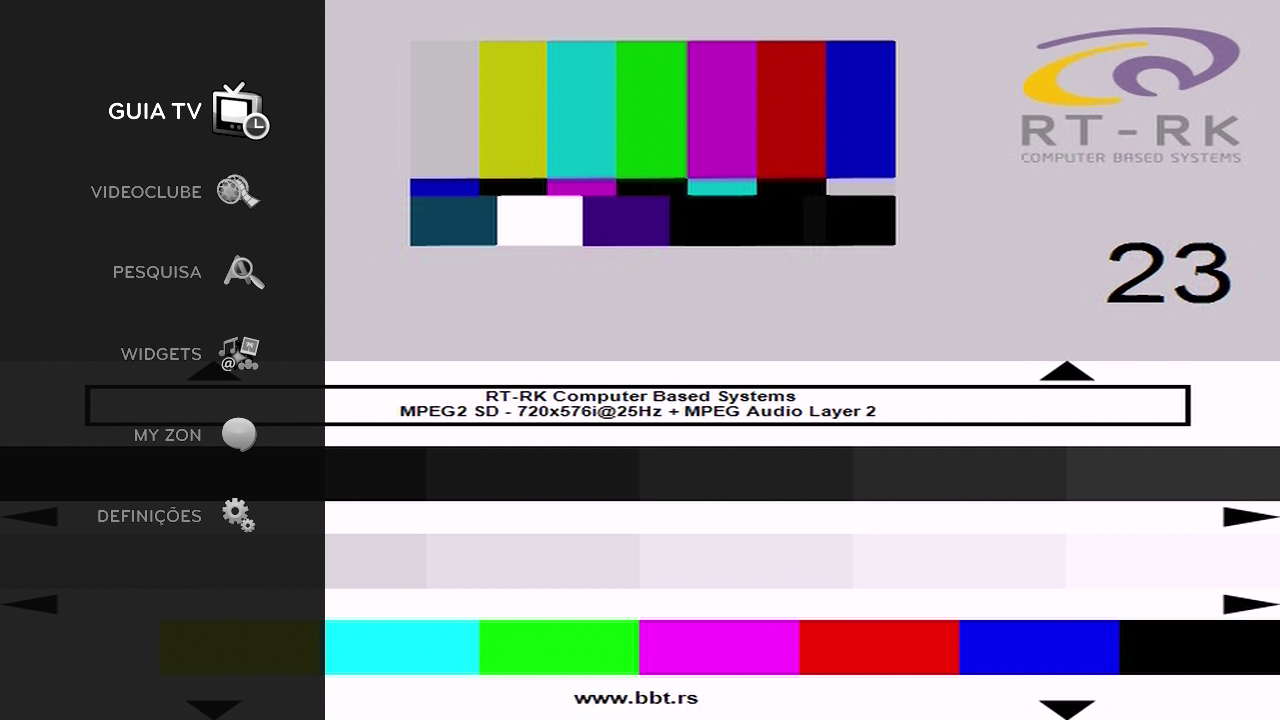 GUIA TV
VIDEOCLUBE
PESQUISA
WIDGETS
MY ZON
DEFINIÇÕES
RT-RK
COMPUTER BASED SYSTEMS
23
RT-RK Computer Based Systems
MPEG2 SD - 720x576i@25Hz + MPEG Audio Layer 2
www.bbt.rs